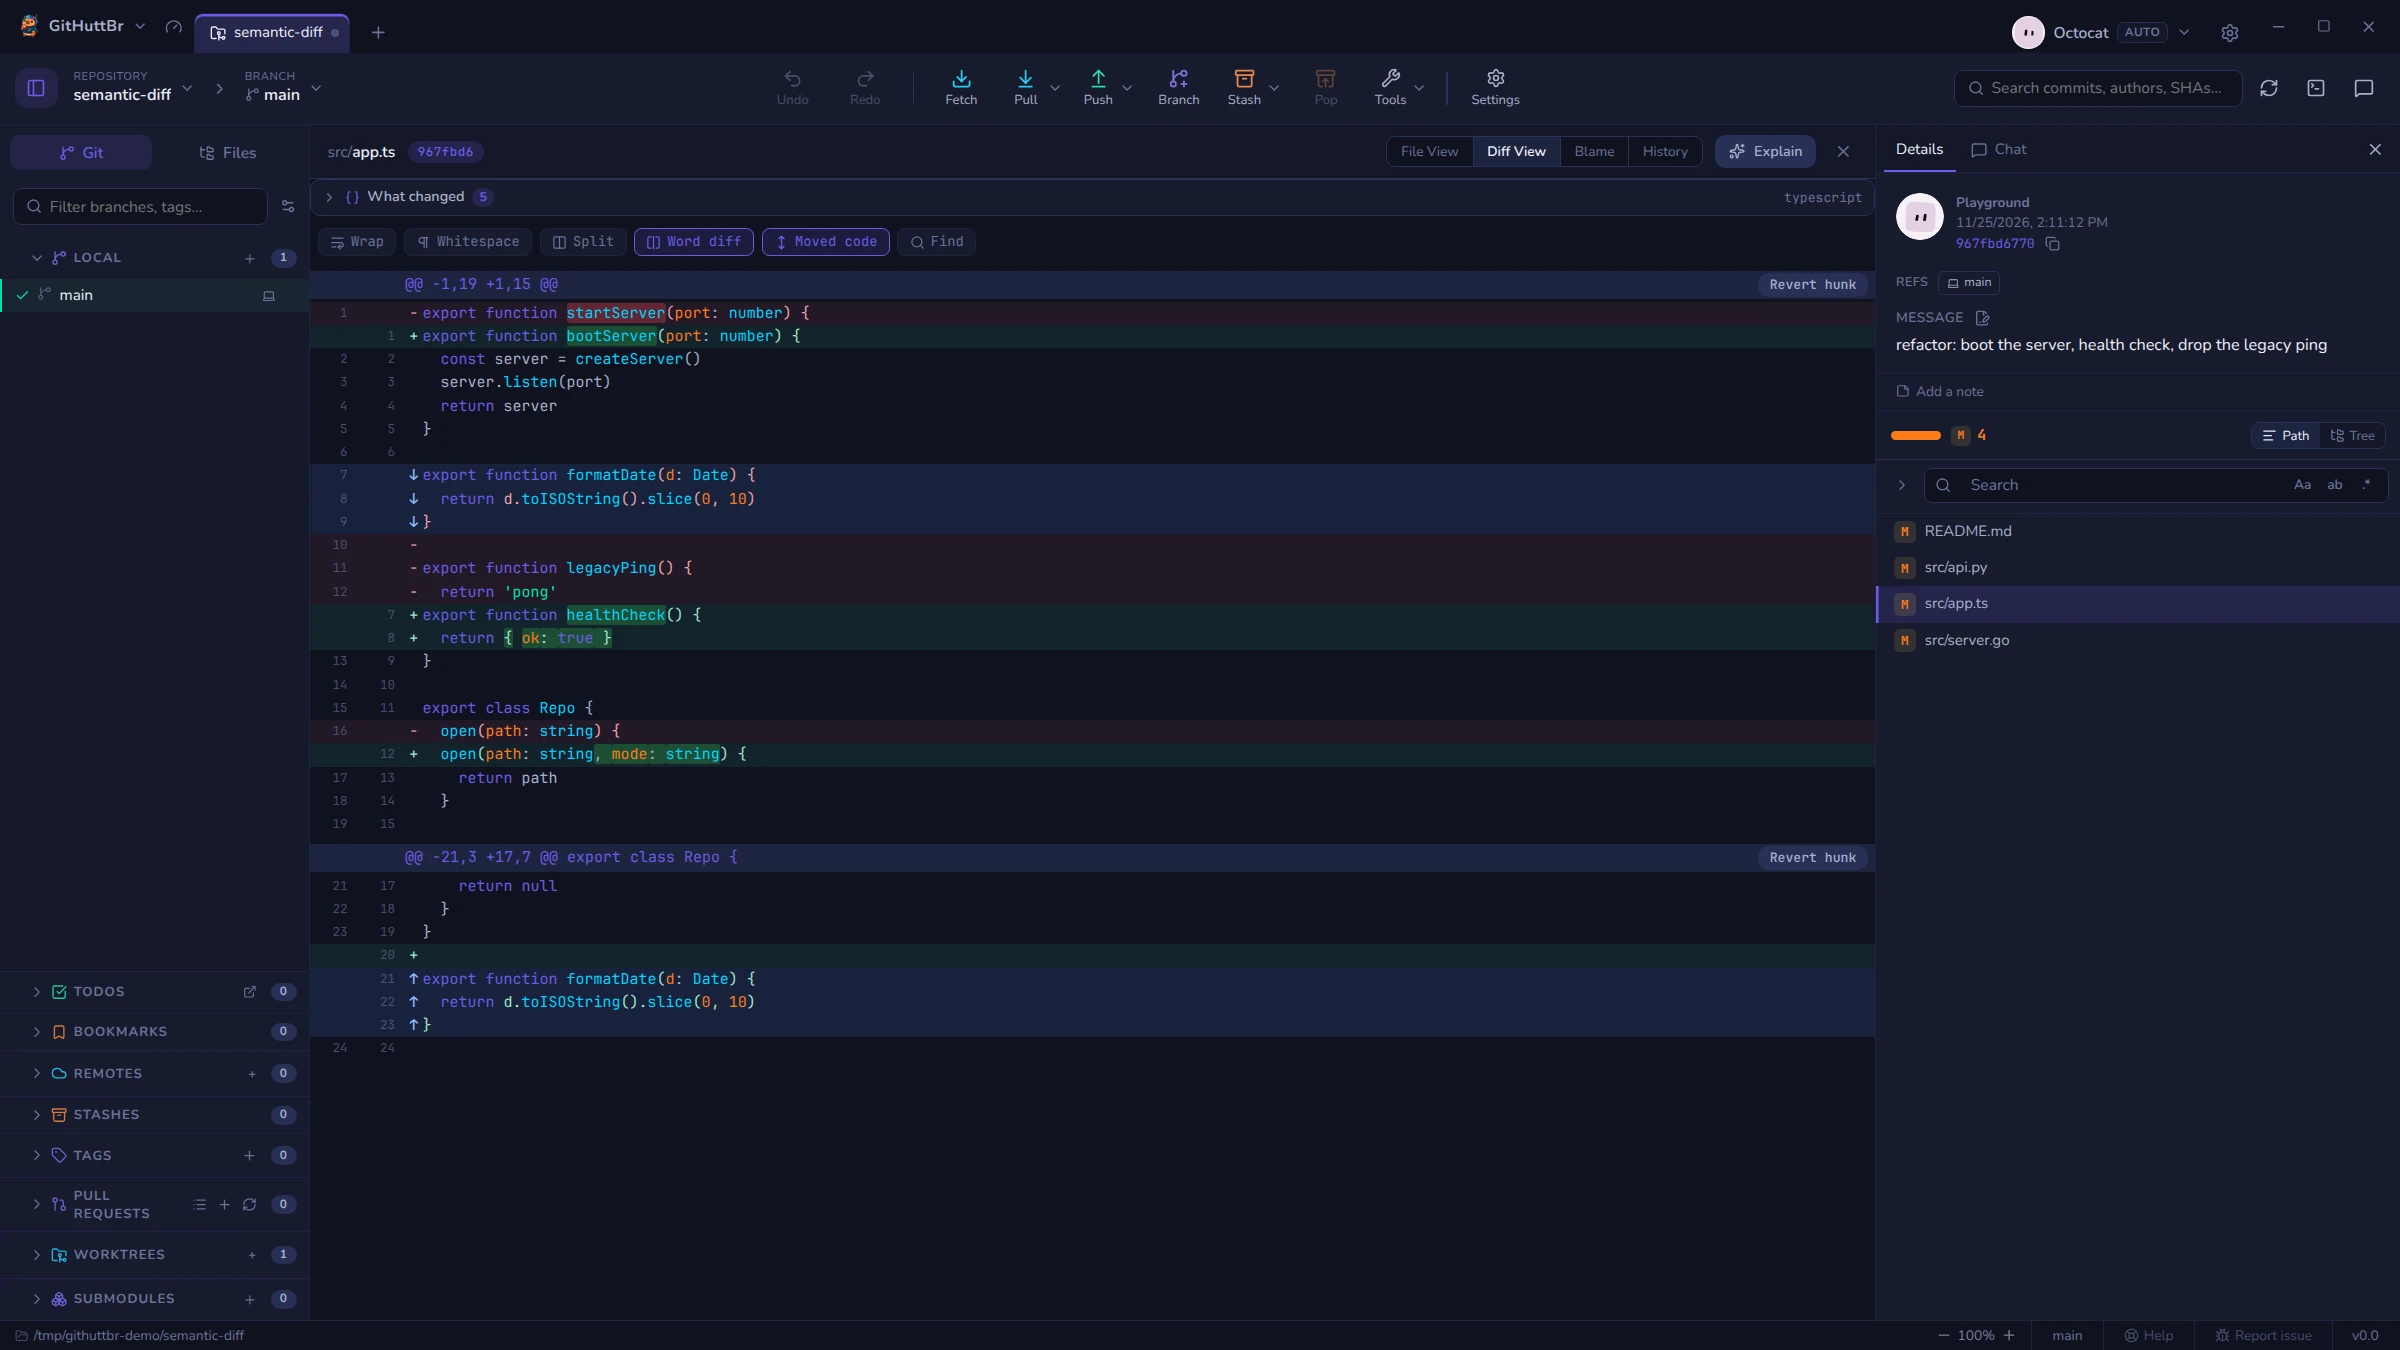 GitHuttBr
semantic-diff
Octocat AUTO
REPOSITORY
semantic-diff
BRANCH
main
Undo
Redo
Fetch
Pull
Push
Branch
Stash
Pop
Tools
Settings
Search commits, authors, SHAs...
Git
Files
Filter branches, tags...
LOCAL 1
main
TODOS 0
BOOKMARKS 0
REMOTES 0
STASHES 0
TAGS 0
PULL
REQUESTS 0
WORKTREES 1
SUBMODULES 0
src/app.ts 967fbd6
File View
Diff View
Blame
History
Explain
{} What changed 5
typescript
Wrap
Whitespace
Split
Word diff
Moved code
Find
@@ -1,19 +1,15 @@ Revert hunk
1 -export function startServer(port: number) {
1 +export function bootServer(port: number) {
2 2 const server = createServer()
3 3 server.listen(port)
4 4 return server
5 5 }
6 6
7 ↓export function formatDate(d: Date) {
8 ↓ return d.toISOString().slice(0, 10)
9 ↓}
10 -
11 -export function legacyPing() {
12 - return 'pong'
7 +export function healthCheck() {
8 + return { ok: true }
13 9 }
14 10
15 11 export class Repo {
16 - open(path: string) {
12 + open(path: string, mode: string) {
17 13 return path
18 14 }
19 15
@@ -21,3 +17,7 @@ export class Repo { Revert hunk
21 17 return null
22 18 }
23 19 }
20 +
21 ↑export function formatDate(d: Date) {
22 ↑ return d.toISOString().slice(0, 10)
23 ↑}
24 24
Details
Chat
Playground
11/25/2026, 2:11:12 PM
967fbd6770
REFS main
MESSAGE
refactor: boot the server, health check, drop the legacy ping
Add a note
M 4
Path
Tree
Search Aa ab .*
M README.md
M src/api.py
M src/app.ts
M src/server.go
/tmp/githuttbr-demo/semantic-diff
100%
main
Help
Report issue
v0.0